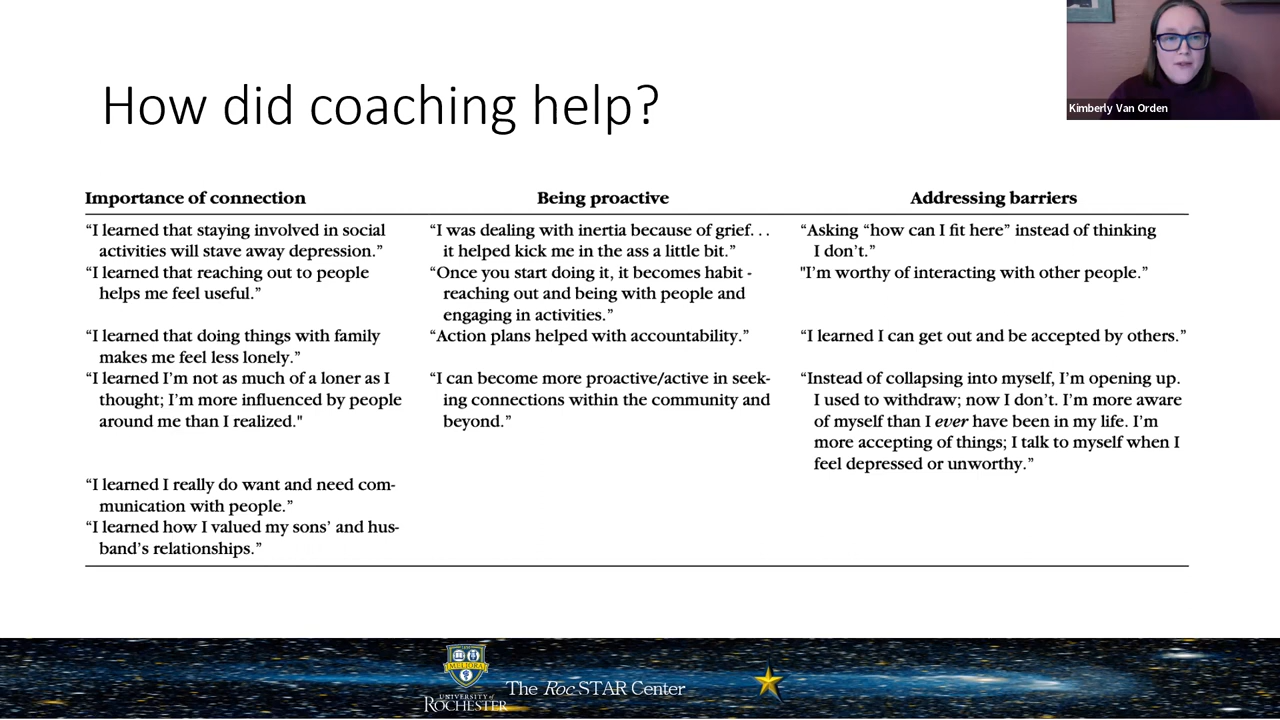 Kimberly Van Orden
How did coaching help?
Importance of connection
“I learned that staying involved in social
activities will stave away depression.”
“I learned that reaching out to people
helps me feel useful.”
“I learned that doing things with family
makes me feel less lonely.”
“I learned I’m not as much of a loner as I
thought; I’m more influenced by people
around me than I realized."
“I learned I really do want and need com-
munication with people.”
“I learned how I valued my sons’ and hus-
band’s relationships.”
Being proactive
“I was dealing with inertia because of grief. . .
it helped kick me in the ass a little bit.”
“Once you start doing it, it becomes habit -
reaching out and being with people and
engaging in activities.”
“Action plans helped with accountability.”
“I can become more proactive/active in seek-
ing connections within the community and
beyond.”
Addressing barriers
“Asking “how can I fit here” instead of thinking
I don’t.”
"I’m worthy of interacting with other people.”
“I learned I can get out and be accepted by others.”
“Instead of collapsing into myself, I’m opening up.
I used to withdraw; now I don’t. I’m more aware
of myself than I ever have been in my life. I’m
more accepting of things; I talk to myself when I
feel depressed or unworthy.”
MELIORA
UNIVERSITY of
ROCHESTER
The RocSTAR Center